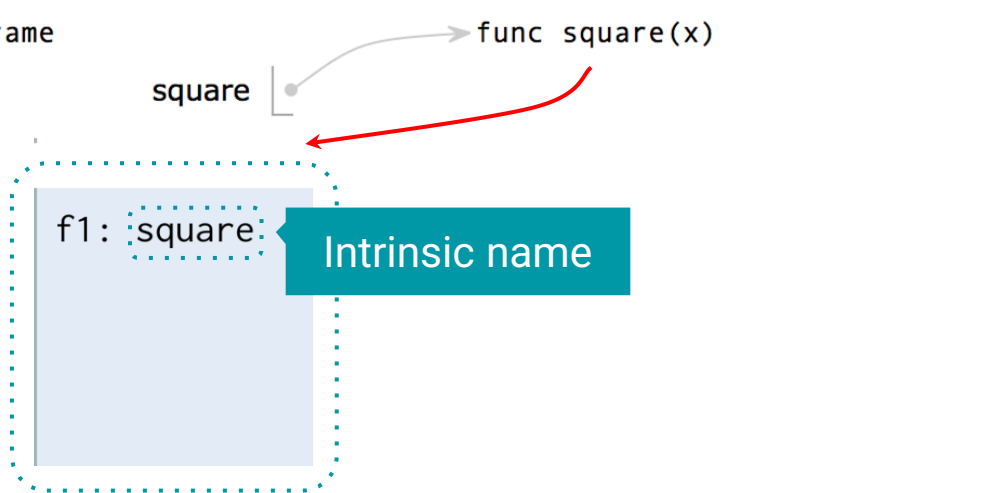 ame func square(x)
square
f1: square
Intrinsic name